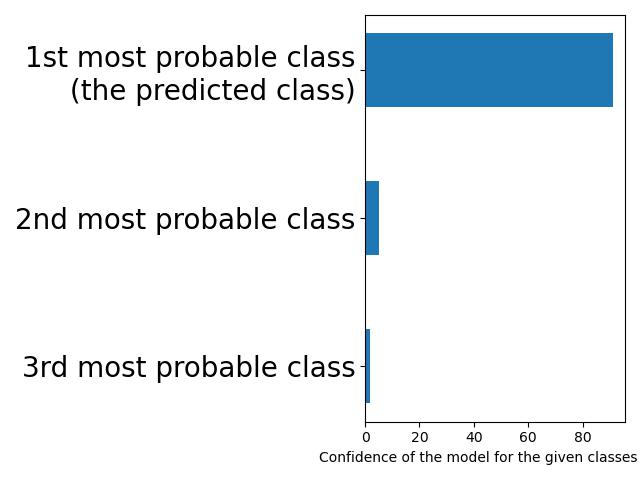 1st most probable class
(the predicted class)
2nd most probable class
3rd most probable class
0 20 40 60 80
Confidence of the model for the given classes